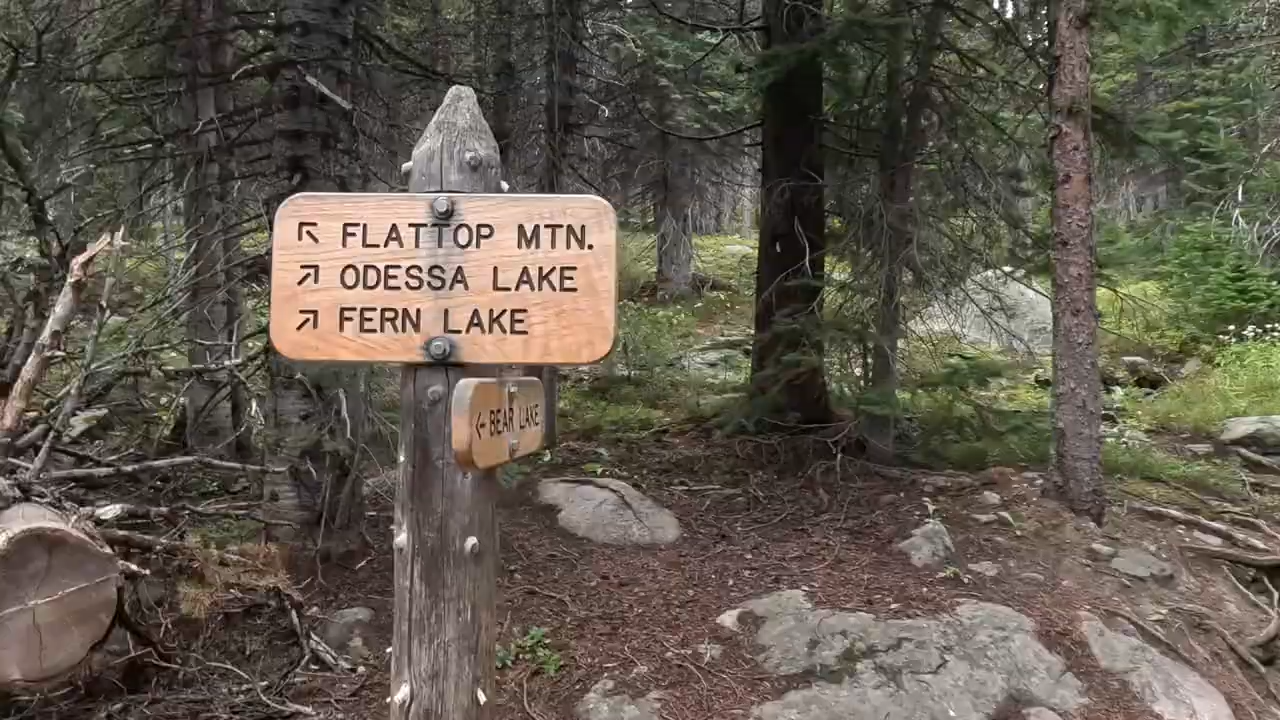 ↖ FLATTOP MTN.
↗ ODESSA LAKE
↗ FERN LAKE
← BEAR LAKE